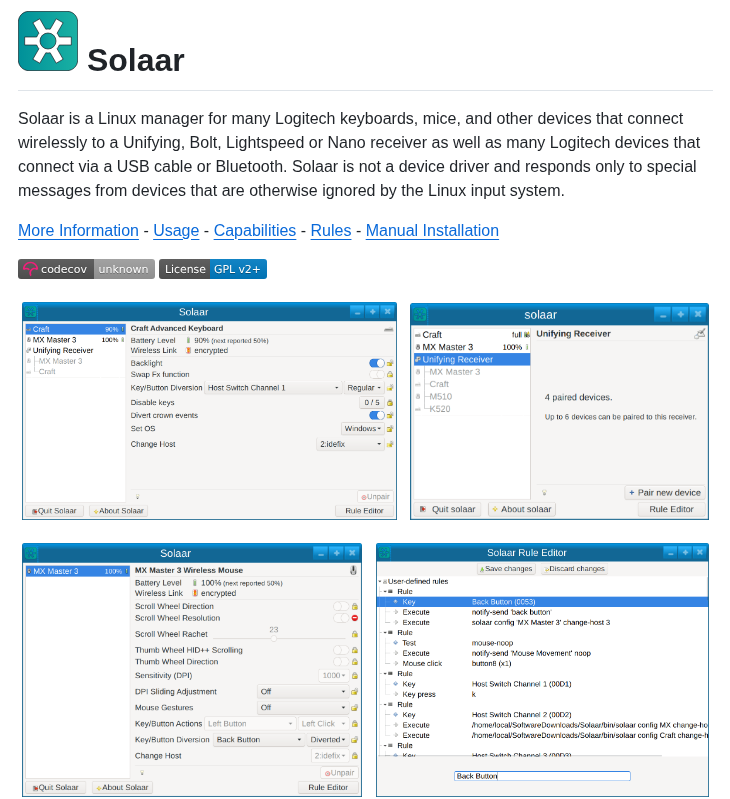 Solaar
Solaar is a Linux manager for many Logitech keyboards, mice, and other devices that connect
wirelessly to a Unifying, Bolt, Lightspeed or Nano receiver as well as many Logitech devices that
connect via a USB cable or Bluetooth. Solaar is not a device driver and responds only to special
messages from devices that are otherwise ignored by the Linux input system.
More Information - Usage - Capabilities - Rules - Manual Installation
codecov unknown License GPL v2+
Solaar
Craft 90%
MX Master 3 100%
Unifying Receiver
MX Master 3
Craft
Craft Advanced Keyboard
Battery Level 90% (next reported 50%)
Wireless Link encrypted
Backlight
Swap Fx function
Key/Button Diversion Host Switch Channel 1 Regular
Disable keys 0 / 5
Divert crown events
Set OS Windows
Change Host 2:idefix
Unpair
Quit Solaar About Solaar Rule Editor
solaar
Craft full
MX Master 3 100%
Unifying Receiver
MX Master 3
Craft
M510
K520
Unifying Receiver
4 paired devices.
Up to 6 devices can be paired to this receiver.
+ Pair new device
Quit solaar About solaar Rule Editor
Solaar
MX Master 3 100%
MX Master 3 Wireless Mouse
Battery Level 100% (next reported 50%)
Wireless Link encrypted
Scroll Wheel Direction
Scroll Wheel Resolution
Scroll Wheel Rachet 23
Thumb Wheel HID++ Scrolling
Thumb Wheel Direction
Sensitivity (DPI) 1000
DPI Sliding Adjustment Off
Mouse Gestures Off
Key/Button Actions Left Button Left Click
Key/Button Diversion Back Button Diverted
Change Host 2:idefix
Unpair
Quit Solaar About Solaar Rule Editor
Solaar Rule Editor
Save changes Discard changes
User-defined rules
Rule
Key Back Button (0053)
Execute notify-send 'back button'
Execute solaar config 'MX Master 3' change-host 3
Rule
Test mouse-noop
Execute notify-send 'Mouse Movement' noop
Mouse click button8 (x1)
Rule
Key Host Switch Channel 1 (00D1)
Key press k
Rule
Key Host Switch Channel 2 (00D2)
Execute /home/local/SoftwareDownloads/Solaar/bin/solaar config MX change-ho
Execute /home/local/SoftwareDownloads/Solaar/bin/solaar config Craft change-h
Rule
Key Host Switch Channel 3 (00D3)
Back Button